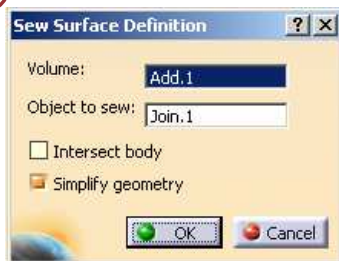 Sew Surface Definition ? X
Volume: Add.1
Object to sew: Join.1
Intersect body
Simplify geometry
OK Cancel